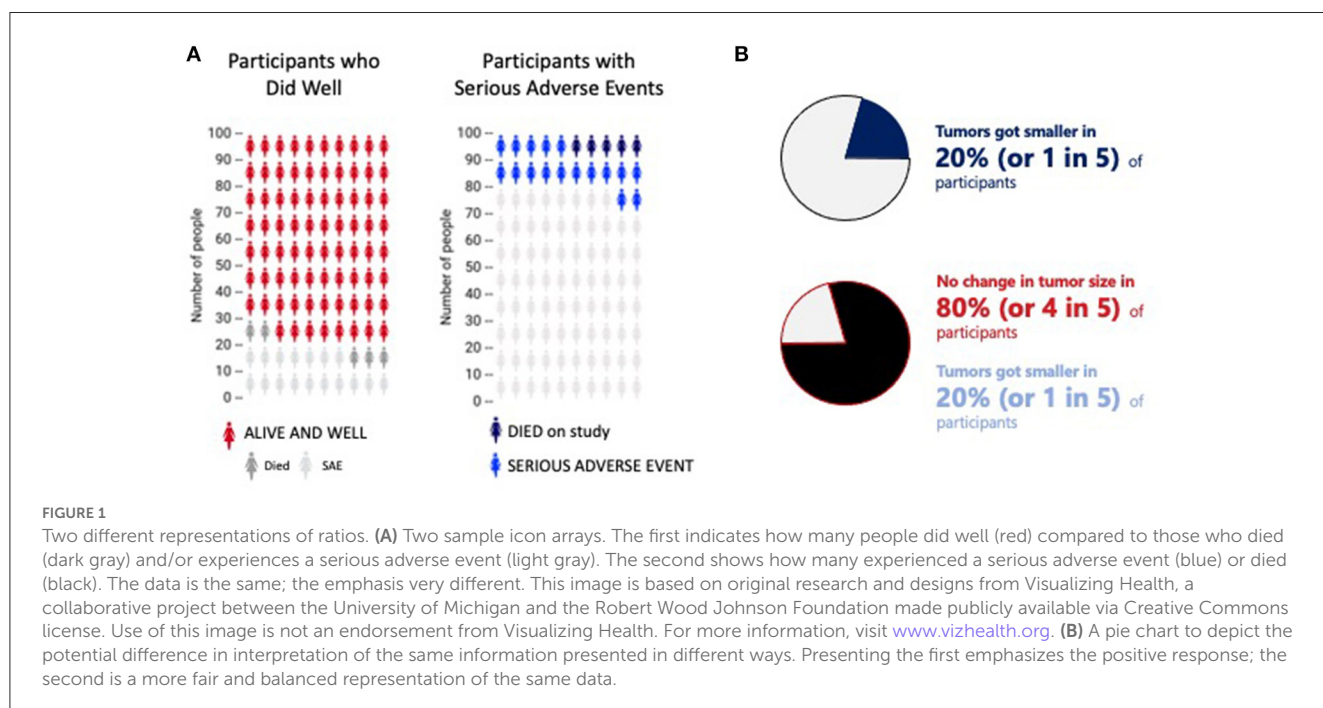 A
Participants who
Did Well
Number of people
100
90
80
70
60
50
40
30
20
10
0
ALIVE AND WELL
Died SAE
Participants with
Serious Adverse Events
Number of people
100
90
80
70
60
50
40
30
20
10
0
DIED on study
SERIOUS ADVERSE EVENT
B
Tumors got smaller in
20% (or 1 in 5) of
participants
No change in tumor size in
80% (or 4 in 5) of
participants
Tumors got smaller in
20% (or 1 in 5) of
participants
FIGURE 1
Two different representations of ratios. (A) Two sample icon arrays. The first indicates how many people did well (red) compared to those who died
(dark gray) and/or experiences a serious adverse event (light gray). The second shows how many experienced a serious adverse event (blue) or died
(black). The data is the same; the emphasis very different. This image is based on original research and designs from Visualizing Health, a
collaborative project between the University of Michigan and the Robert Wood Johnson Foundation made publicly available via Creative Commons
license. Use of this image is not an endorsement from Visualizing Health. For more information, visit www.vizhealth.org. (B) A pie chart to depict the
potential difference in interpretation of the same information presented in different ways. Presenting the first emphasizes the positive response; the
second is a more fair and balanced representation of the same data.